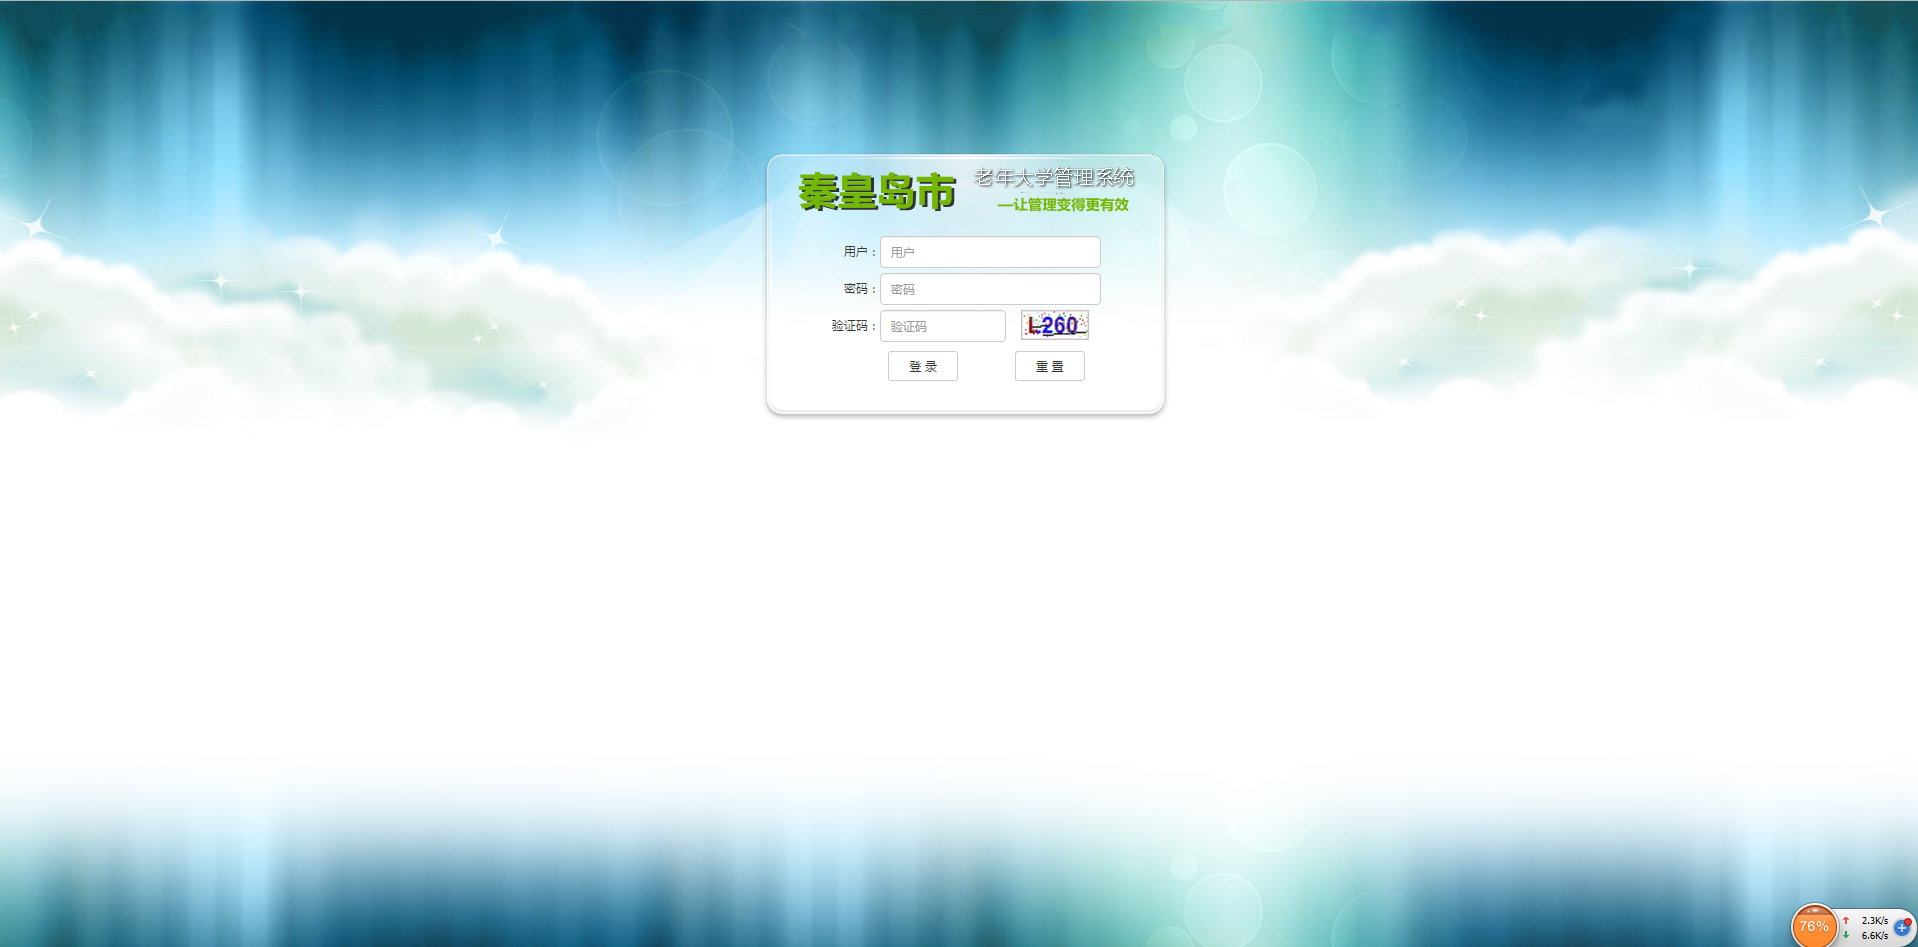 秦皇岛市 老年大学管理系统
—让管理变得更有效
用户： 用户
密码： 密码
验证码： 验证码 L260
登 录 重 置
76% 2.3K/s
6.6K/s